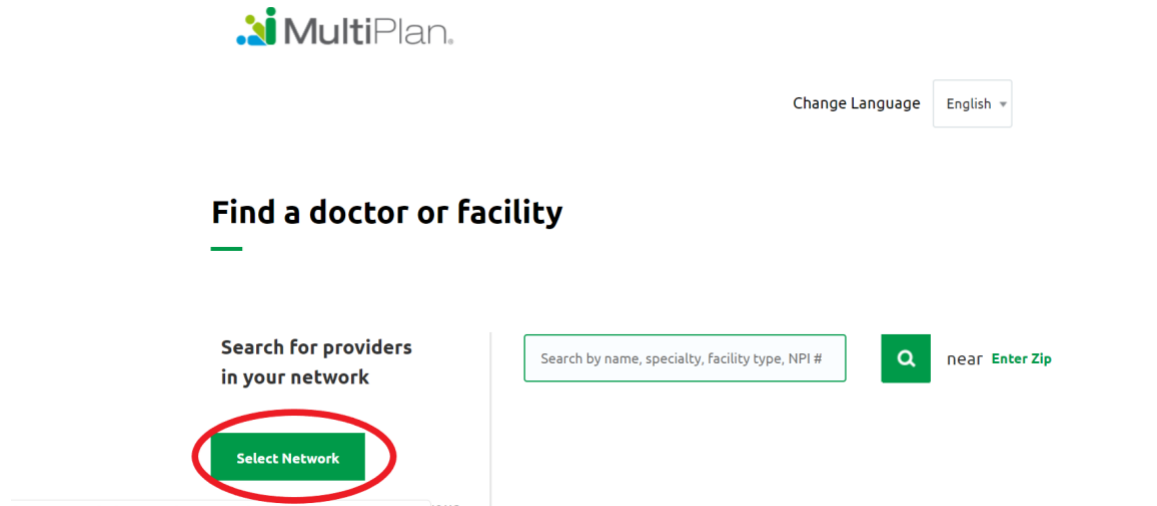 MultiPlan.
Change Language English
Find a doctor or facility
Search for providers
in your network
Search by name, specialty, facility type, NPI #
near Enter Zip
Select Network